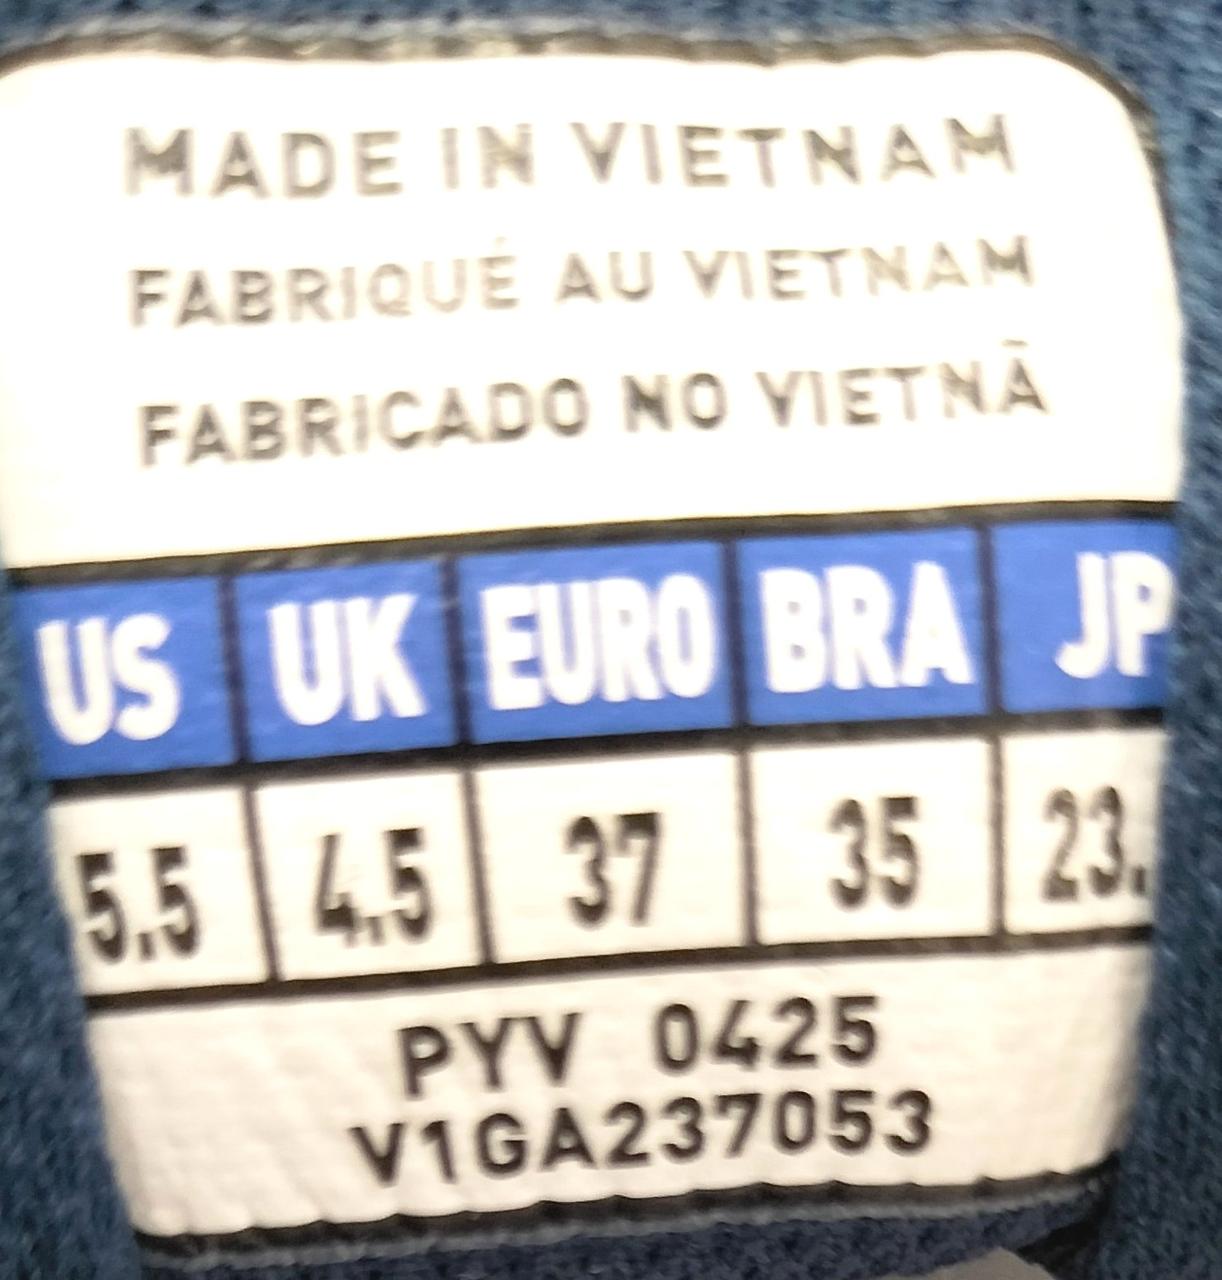 MADE IN VIETNAM
FABRIQUÉ AU VIETNAM
FABRICADO NO VIETNÃ
US UK EURO BRA JP
5.5 4.5 37 35 23.
PYV 0425
V1GA237053